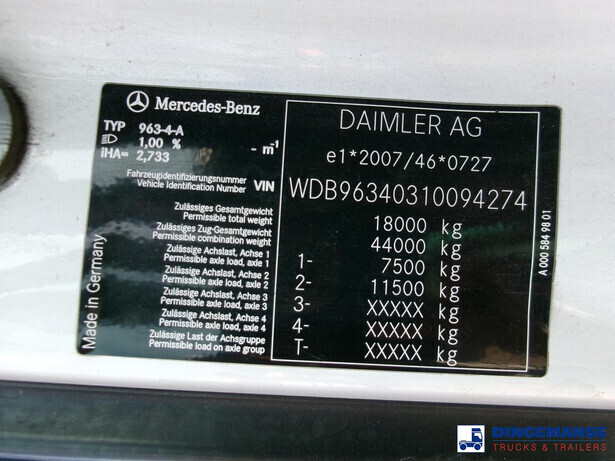 Mercedes-Benz
TYP 963-4-A
1,00 % - m-1
iHA= 2,733
DAIMLER AG
e1*2007/46*0727
Fahrzeugidentifizierungsnummer
Vehicle Identification Number VIN WDB96340310094274
Zulässiges Gesamtgewicht
Permissible total weight 18000 kg
Zulässiges Zug-Gesamtgewicht
Permissible combination weight 44000 kg
Zulässige Achslast, Achse 1
Permissible axle load, axle 1 1- 7500 kg
Zulässige Achslast, Achse 2
Permissible axle load, axle 2 2- 11500 kg
Zulässige Achslast, Achse 3
Permissible axle load, axle 3 3- XXXXX kg
Zulässige Achslast, Achse 4
Permissible axle load, axle 4 4- XXXXX kg
Zulässige Last der Achsgruppe
Permissible load on axle group T- XXXXX kg
Made in Germany
A 000 584 98 01
DINGEMANSE
TRUCKS & TRAILERS